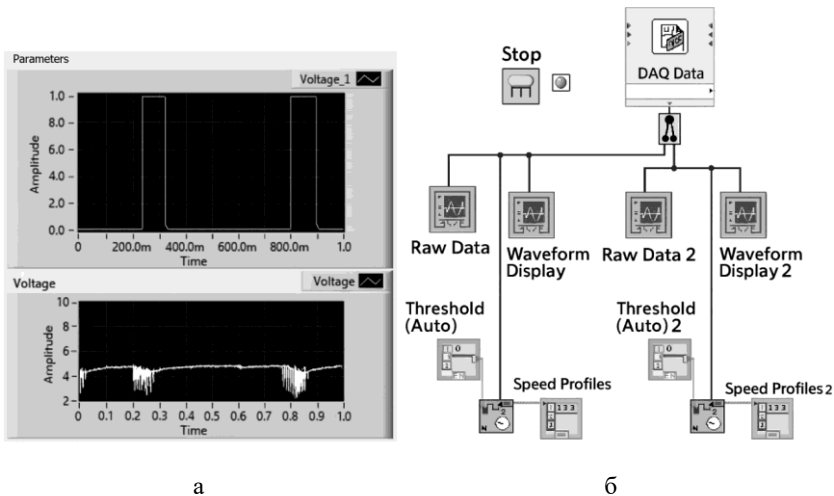 Parameters
Voltage_1
1.0
8.0
6.0
4.0
2.0
0.0
Amplitude
0 200.0m 400.0m 600.0m 800.0m 1.0
Time
Voltage
Voltage
10
8
6
4
2
Amplitude
0 0.1 0.2 0.3 0.4 0.5 0.6 0.7 0.8 0.9 1.0
Time
а
Stop
DAQ Data
Raw Data
Waveform
Display
Raw Data 2
Waveform
Display 2
Threshold
(Auto)
Threshold
(Auto) 2
Speed Profiles
Speed Profiles 2
б